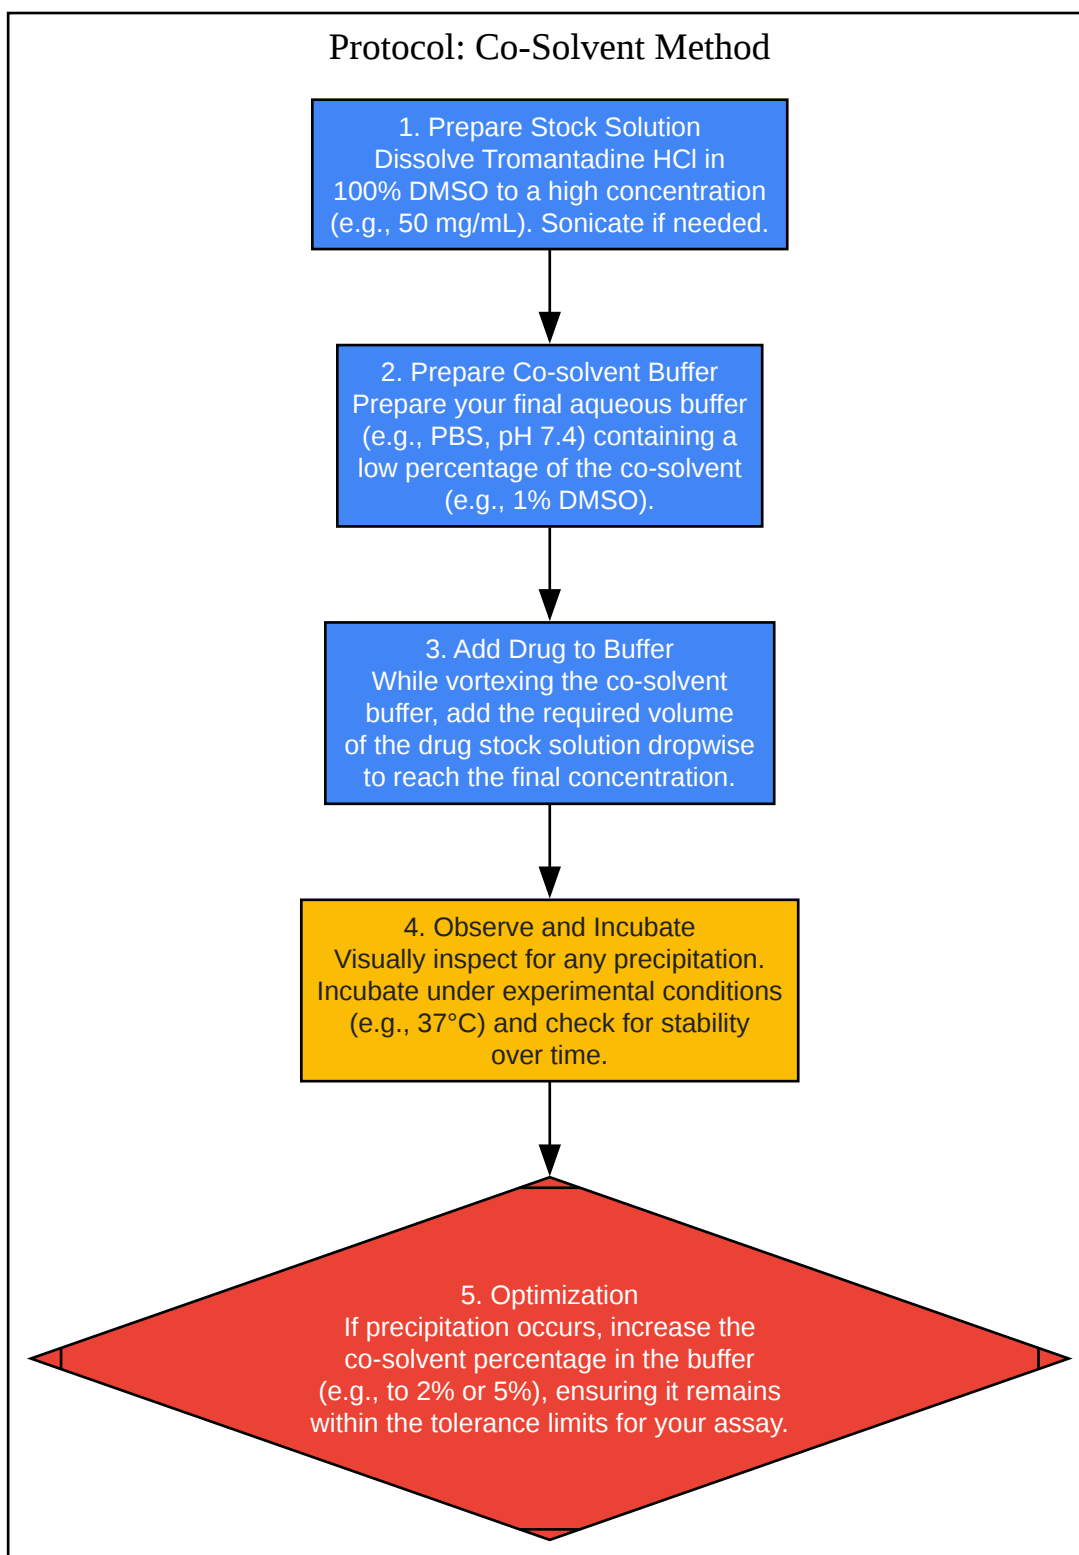 Protocol: Co-Solvent Method
1. Prepare Stock Solution
Dissolve Tromantadine HCl in
100% DMSO to a high concentration
(e.g., 50 mg/mL). Sonicate if needed.
2. Prepare Co-solvent Buffer
Prepare your final aqueous buffer
(e.g., PBS, pH 7.4) containing a
low percentage of the co-solvent
(e.g., 1% DMSO).
3. Add Drug to Buffer
While vortexing the co-solvent
buffer, add the required volume
of the drug stock solution dropwise
to reach the final concentration.
4. Observe and Incubate
Visually inspect for any precipitation.
Incubate under experimental conditions
(e.g., 37°C) and check for stability
over time.
5. Optimization
If precipitation occurs, increase the
co-solvent percentage in the buffer
(e.g., to 2% or 5%), ensuring it remains
within the tolerance limits for your assay.